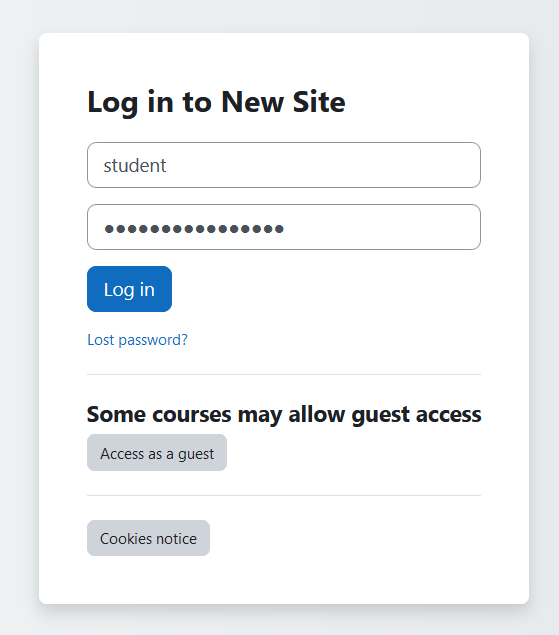 Log in to New Site
student
●●●●●●●●●●●●●●●●
Log in
Lost password?
Some courses may allow guest access
Access as a guest
Cookies notice